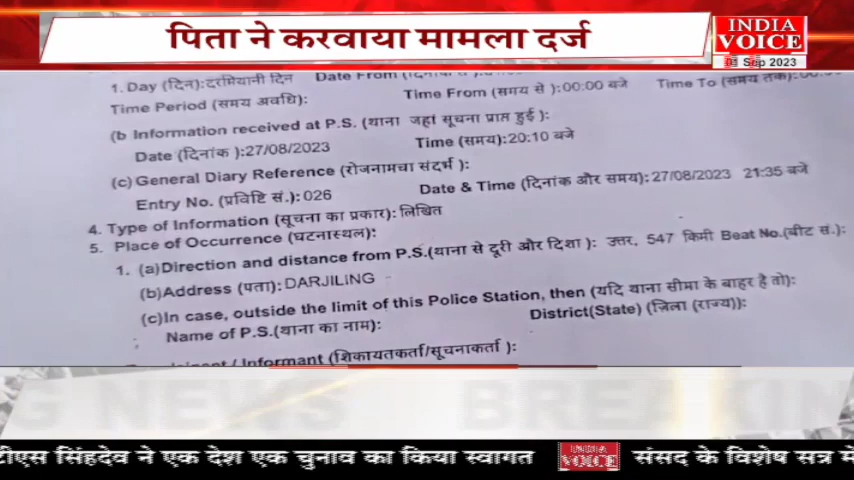 पिता ने करवाया मामला दर्ज
INDIA
VOICE
01 Sep 2023
1. Day (दिन): दरमियानी दिन Date From
Time Period (समय अवधि): Time From (समय से ):00:00 बजे Time To (समय तक):
(b Information received at P.S. (थाना जहां सूचना प्राप्त हुई ):
Date (दिनांक ):27/08/2023 Time (समय):20:10 बजे
(c) General Diary Reference (रोजनामचा संदर्भ ):
Entry No. (प्रविष्टि सं.): 026 Date & Time (दिनांक और समय): 27/08/2023 21:35 बजे
4. Type of Information (सूचना का प्रकार): लिखित
5. Place of Occurrence (घटनास्थल):
1. (a)Direction and distance from P.S.(थाना से दूरी और दिशा ): उत्तर, 547 किमी Beat No.(बीट सं.):
(b)Address (पता): DARJILING
(c)In case, outside the limit of this Police Station, then (यदि थाना सीमा के बाहर है तो):
Name of P.S.(थाना का नाम): District(State) (ज़िला (राज्य)):
/ Informant (शिकायतकर्ता/सूचनाकर्ता ):
G NEWS BREAKIN
टीएस सिंहदेव ने एक देश एक चुनाव का किया स्वागत INDIA VOICE संसद के विशेष सत्र में